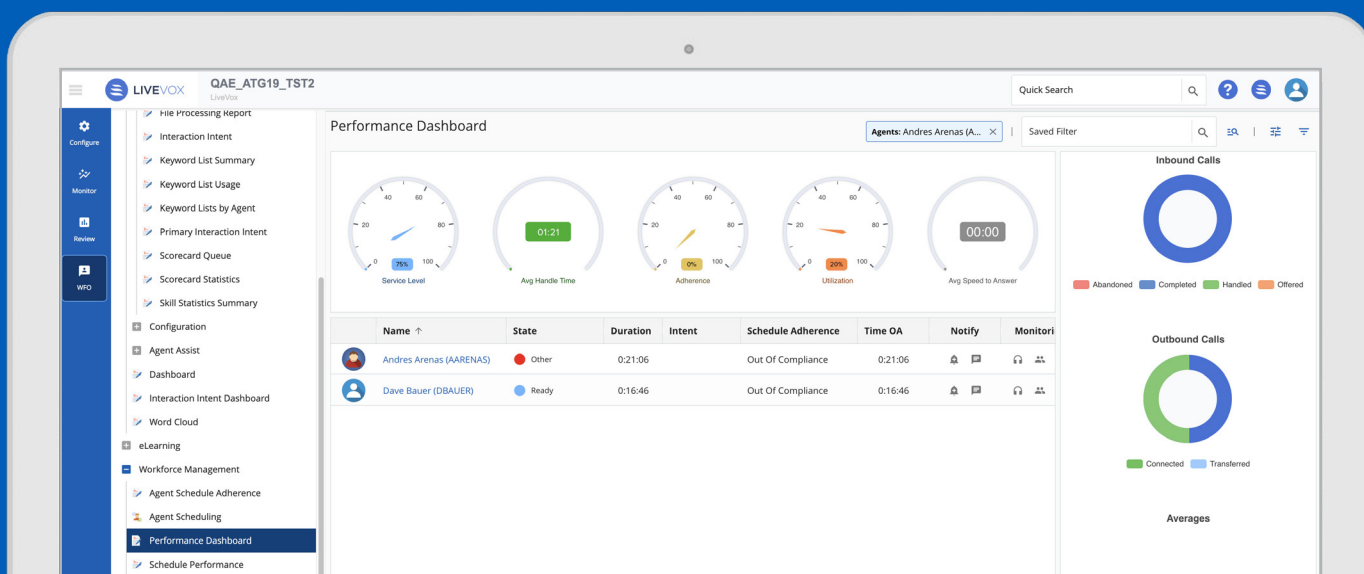 LIVEVOX
QAE_ATG19_TST2
LiveVox
Quick Search
?
Configure
Monitor
Review
WFO
File Processing Report
Interaction Intent
Keyword List Summary
Keyword List Usage
Keyword Lists by Agent
Primary Interaction Intent
Scorecard Queue
Scorecard Statistics
Skill Statistics Summary
Configuration
Agent Assist
Dashboard
Interaction Intent Dashboard
Word Cloud
eLearning
Workforce Management
Agent Schedule Adherence
Agent Scheduling
Performance Dashboard
Schedule Performance
Performance Dashboard
Agents: Andres Arenas (A... ×
Saved Filter
0 20 40 60 80 100
75%
Service Level
01:21
Avg Handle Time
0 20 40 60 80 100
0%
Adherence
0 20 40 60 80 100
20%
Utilization
00:00
Avg Speed to Answer
Name ↑ State Duration Intent Schedule Adherence Time OA Notify Monitori
Andres Arenas (AARENAS) Other 0:21:06 Out Of Compliance 0:21:06
Dave Bauer (DBAUER) Ready 0:16:46 Out Of Compliance 0:16:46
Inbound Calls
Abandoned Completed Handled Offered
Outbound Calls
Connected Transferred
Averages